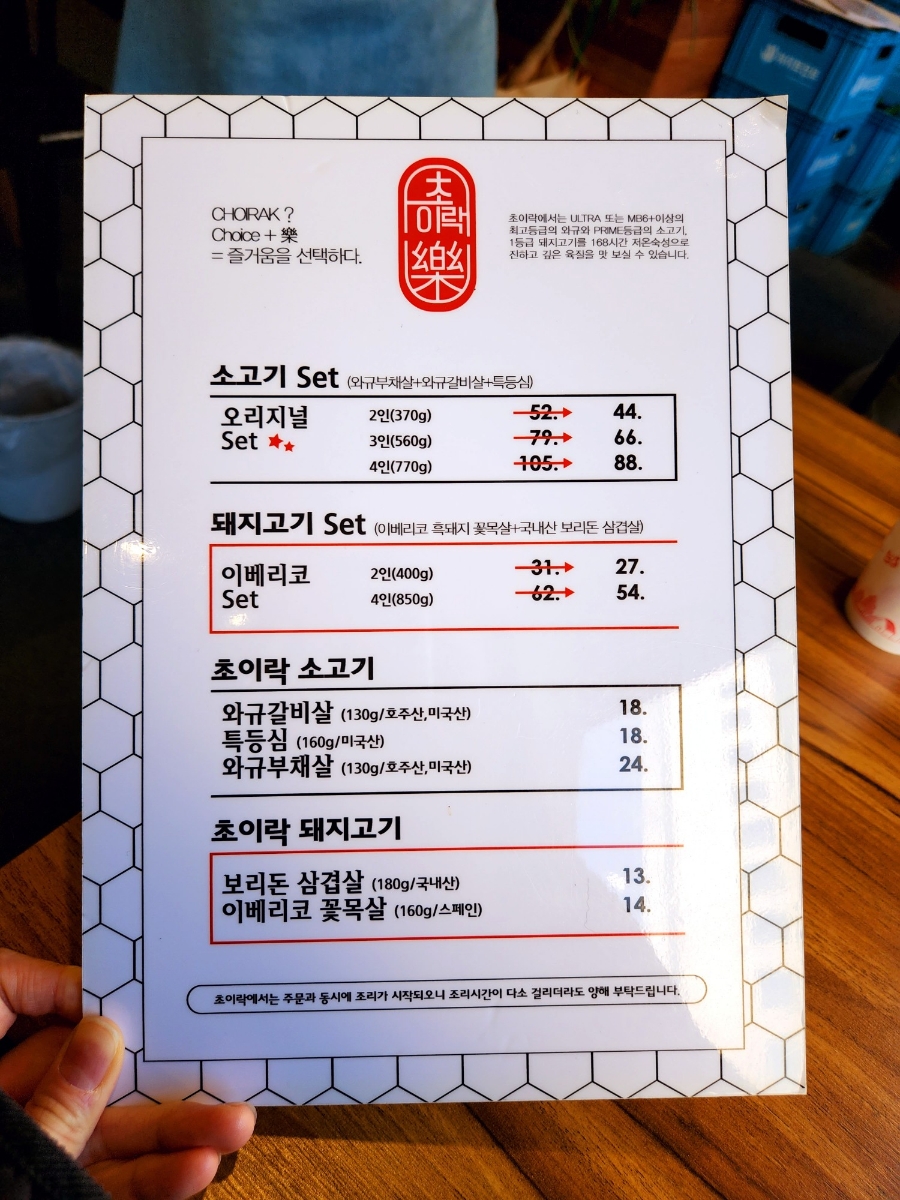 CHOIRAK ?
Choice + 樂
= 즐거움을 선택하다.
초이락
樂
초이락에서는 ULTRA 또는 MB6+이상의
최고등급의 와규와 PRIME등급의 소고기,
1등급 돼지고기를 168시간 저온숙성으로
진하고 깊은 육질을 맛 보실 수 있습니다.
소고기 Set (와규부채살+와규갈비살+특등심)
오리지널 2인(370g) 52. 44.
Set 3인(560g) 79. 66.
4인(770g) 105. 88.
돼지고기 Set (이베리코 흑돼지 꽃목살+국내산 보리돈 삼겹살)
이베리코 2인(400g) 31. 27.
Set 4인(850g) 62. 54.
초이락 소고기
와규갈비살 (130g/호주산,미국산) 18.
특등심 (160g/미국산) 18.
와규부채살 (130g/호주산,미국산) 24.
초이락 돼지고기
보리돈 삼겹살 (180g/국내산) 13.
이베리코 꽃목살 (160g/스페인) 14.
초이락에서는 주문과 동시에 조리가 시작되오니 조리시간이 다소 걸리더라도 양해 부탁드립니다.